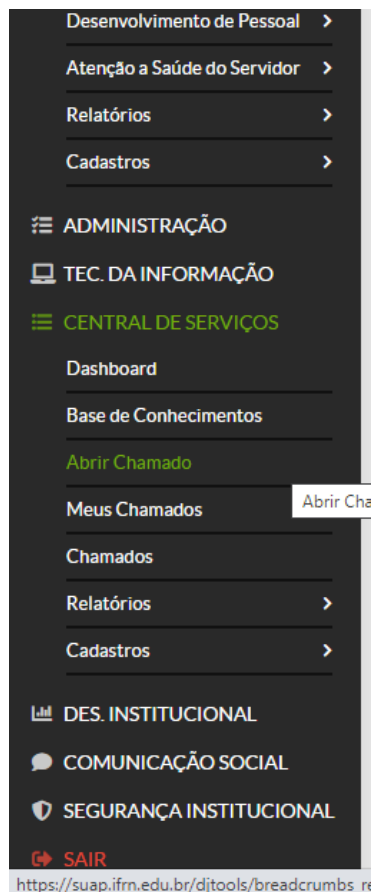 Desenvolvimento de Pessoal
Atenção a Saúde do Servidor
Relatórios
Cadastros
ADMINISTRAÇÃO
TEC. DA INFORMAÇÃO
CENTRAL DE SERVIÇOS
Dashboard
Base de Conhecimentos
Abrir Chamado
Abrir Cha
Meus Chamados
Chamados
Relatórios
Cadastros
DES. INSTITUCIONAL
COMUNICAÇÃO SOCIAL
SEGURANÇA INSTITUCIONAL
SAIR
https://suap.ifrn.edu.br/djtools/breadcrumbs_re